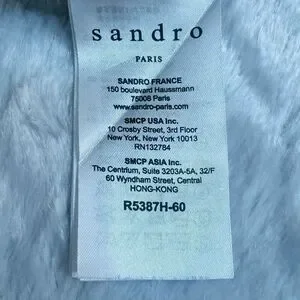 sandro
PARIS
SANDRO FRANCE
150 boulevard Haussmann
75008 Paris
www.sandro-paris.com
SMCP USA Inc.
10 Crosby Street, 3rd Floor
New York, New York 10013
RN132784
SMCP ASIA Inc.
The Centrium, Suite 3203A-5A, 32/F
60 Wyndham Street, Central
HONG-KONG
R5387H-60